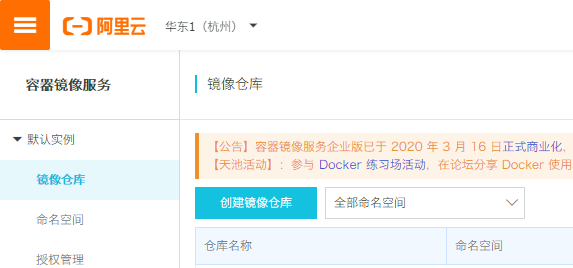 阿里云 华东1（杭州）
容器镜像服务
镜像仓库
默认实例
【公告】容器镜像服务企业版已于 2020 年 3 月 16 日正式商业化,
【天池活动】: 参与 Docker 练习场活动, 在论坛分享 Docker 使用
镜像仓库
创建镜像仓库 全部命名空间
命名空间
仓库名称 命名空间
授权管理